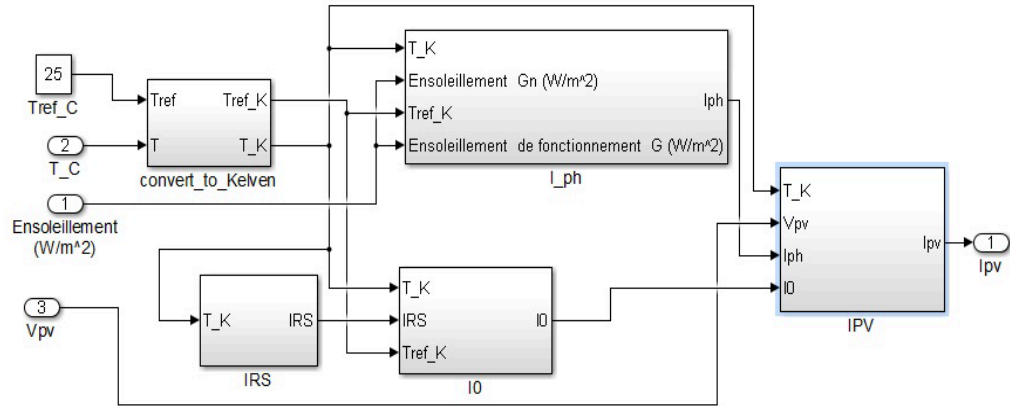 T_K
Ensoleillement Gn (W/m^2)
Tref_K
Ensoleillement de fonctionnement G (W/m^2)
Iph
I_ph
25
Tref_C
2
T_C
Tref
T
Tref_K
T_K
convert_to_Kelven
1
Ensoleillement
(W/m^2)
T_K
Vpv
Iph
I0
Ipv
IPV
1
Ipv
3
Vpv
T_K
IRS
IRS
T_K
IRS
Tref_K
I0
I0